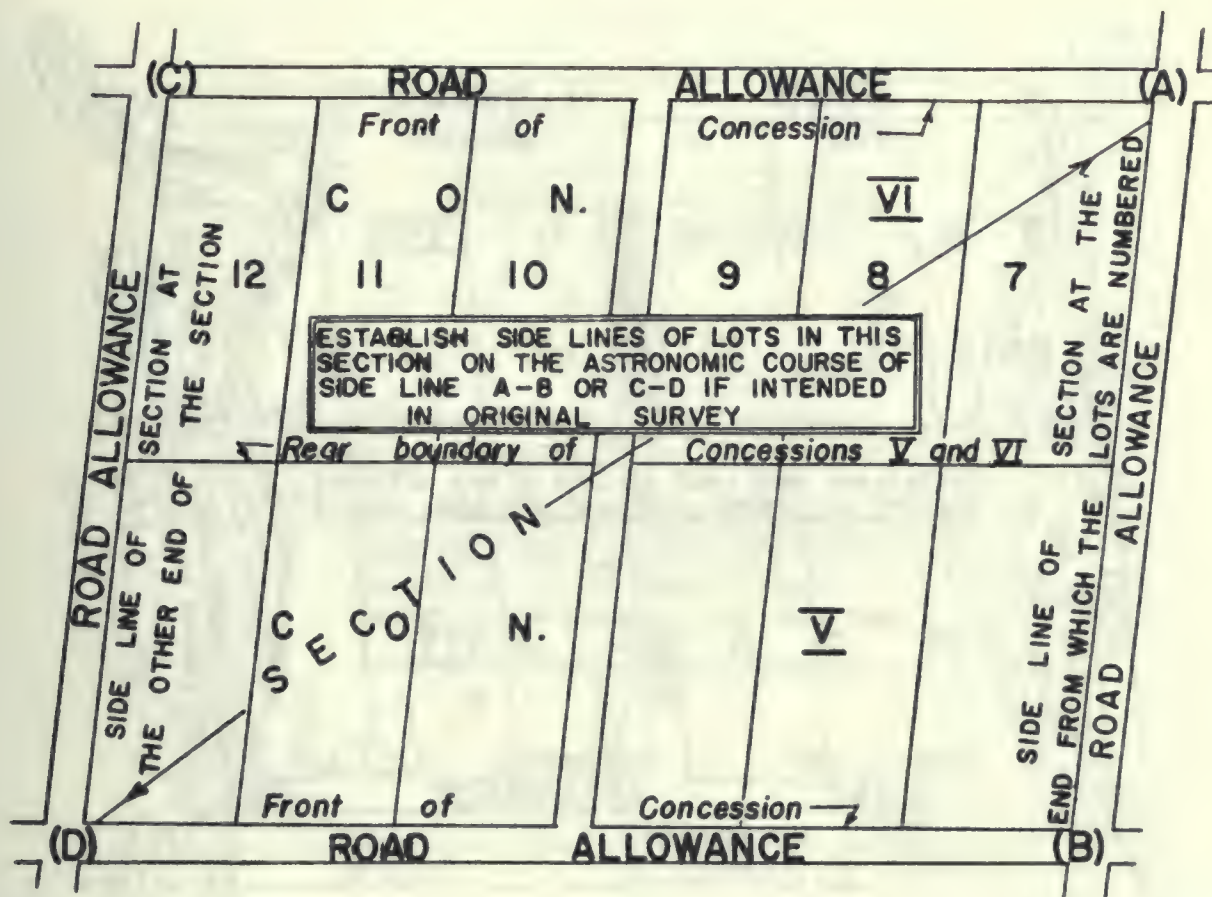 (C) ROAD ALLOWANCE (A)
Front of Concession
C O N. VI
12 11 10 9 8 7
ESTABLISH SIDE LINES OF LOTS IN THIS
SECTION ON THE ASTRONOMIC COURSE OF
SIDE LINE A-B OR C-D IF INTENDED
IN ORIGINAL SURVEY
Rear boundary of Concessions V and VI
ROAD ALLOWANCE
SIDE LINE OF SECTION AT
THE OTHER END OF THE SECTION
SECTION
C O N. V
SIDE LINE OF SECTION AT THE
END FROM WHICH THE LOTS ARE NUMBERED
ROAD ALLOWANCE
Front of Concession
(D) ROAD ALLOWANCE (B)